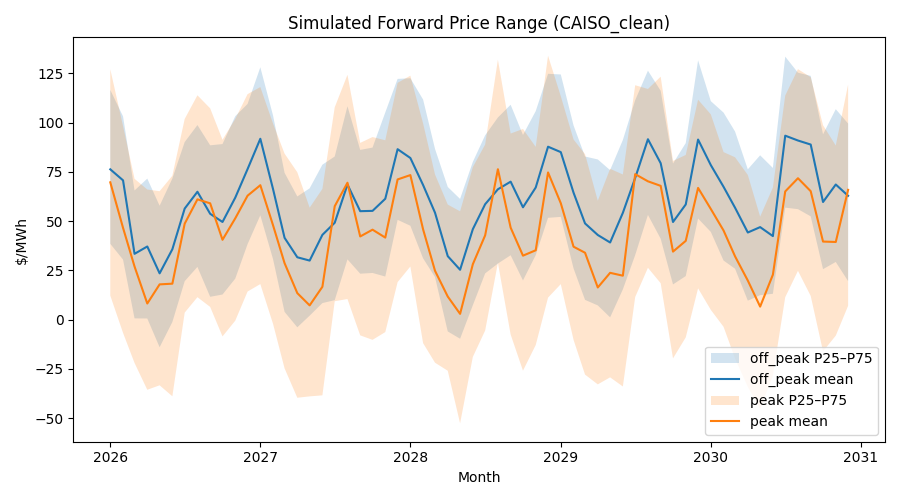 Simulated Forward Price Range (CAISO_clean)
$/MWh
125
100
75
50
25
0
−25
−50
off_peak P25–P75
off_peak mean
peak P25–P75
peak mean
2026
2027
2028
2029
2030
2031
Month